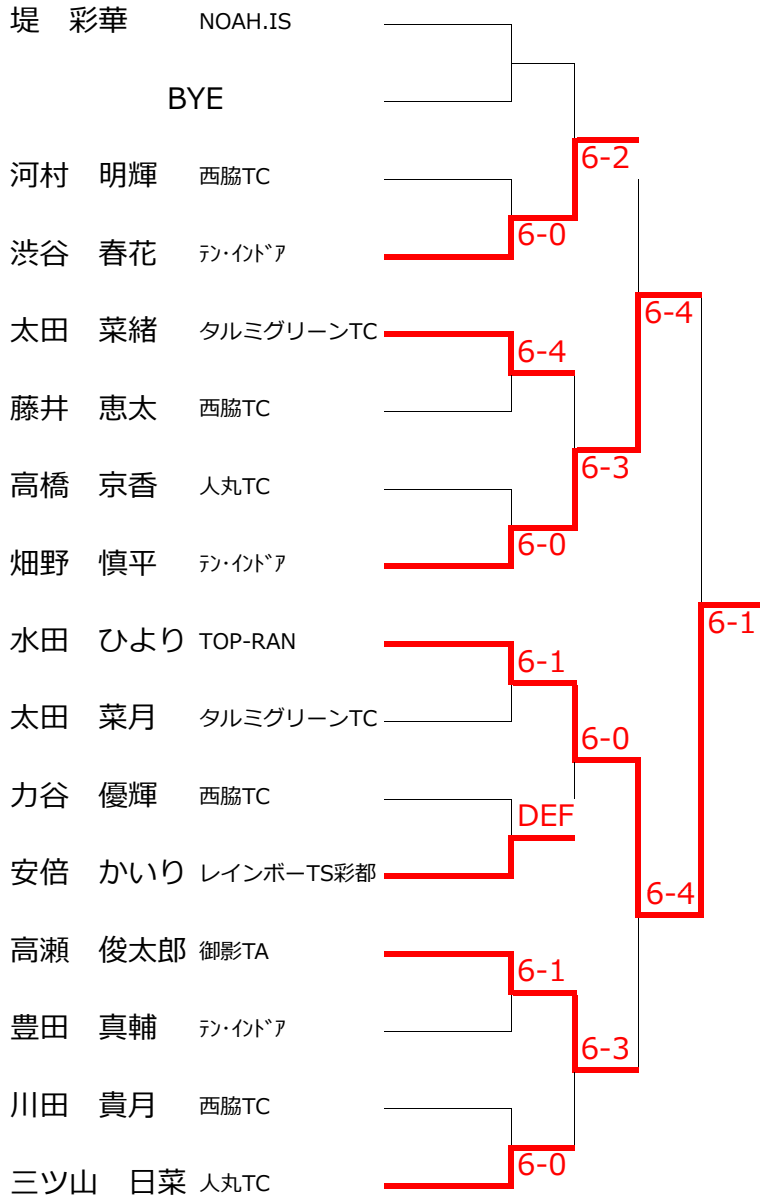 堤　彩華 NOAH.IS
BYE
6-2
河村　明輝 西脇TC
6-0
渋谷　春花 ﾃﾝ･ｲﾝﾄﾞｱ
6-4
太田　菜緒 タルミグリーンTC
6-4
藤井　恵太 西脇TC
6-3
高橋　京香 人丸TC
6-0
畑野　慎平 ﾃﾝ･ｲﾝﾄﾞｱ
6-1
水田　ひより TOP-RAN
6-1
太田　菜月 タルミグリーンTC
6-0
力谷　優輝 西脇TC
DEF
安倍　かいり レインボーTS彩都
6-4
高瀬　俊太郎 御影TA
6-1
豊田　真輔 ﾃﾝ･ｲﾝﾄﾞｱ
6-3
川田　貴月 西脇TC
6-0
三ツ山　日菜 人丸TC